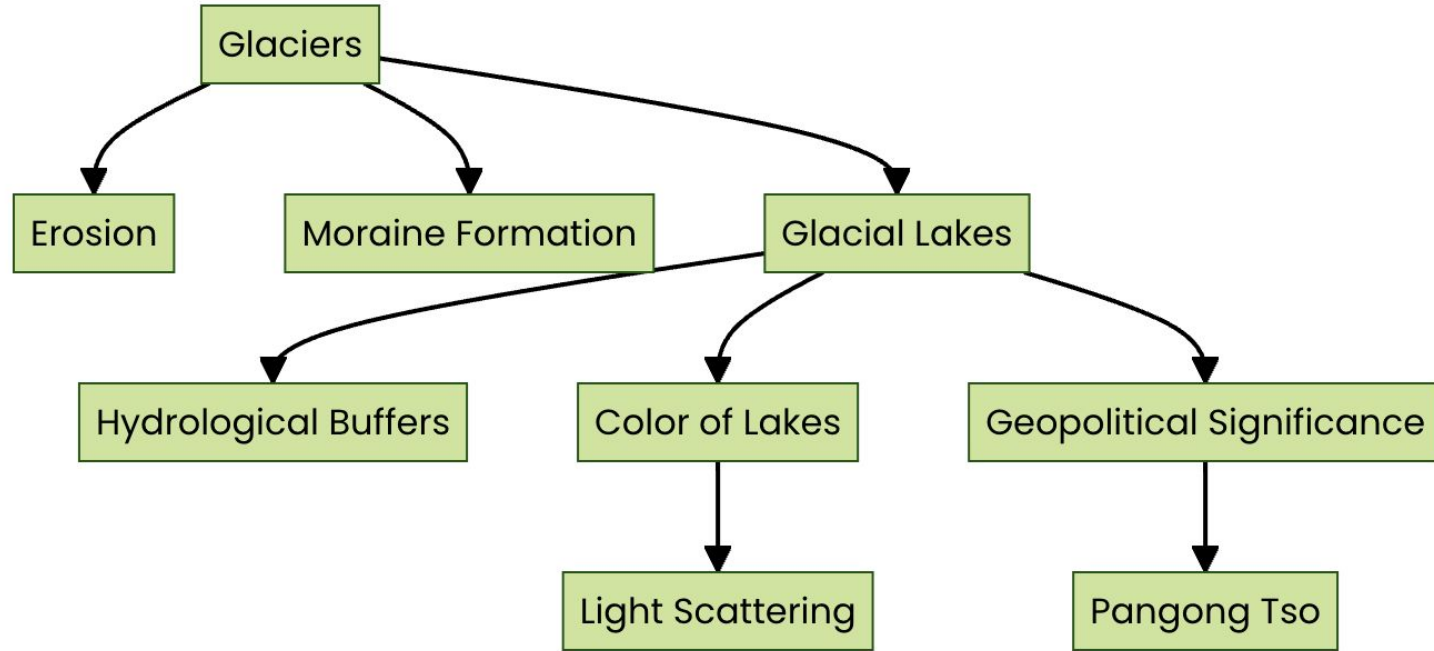 Glaciers
Erosion
Moraine Formation
Glacial Lakes
Hydrological Buffers
Color of Lakes
Geopolitical Significance
Light Scattering
Pangong Tso